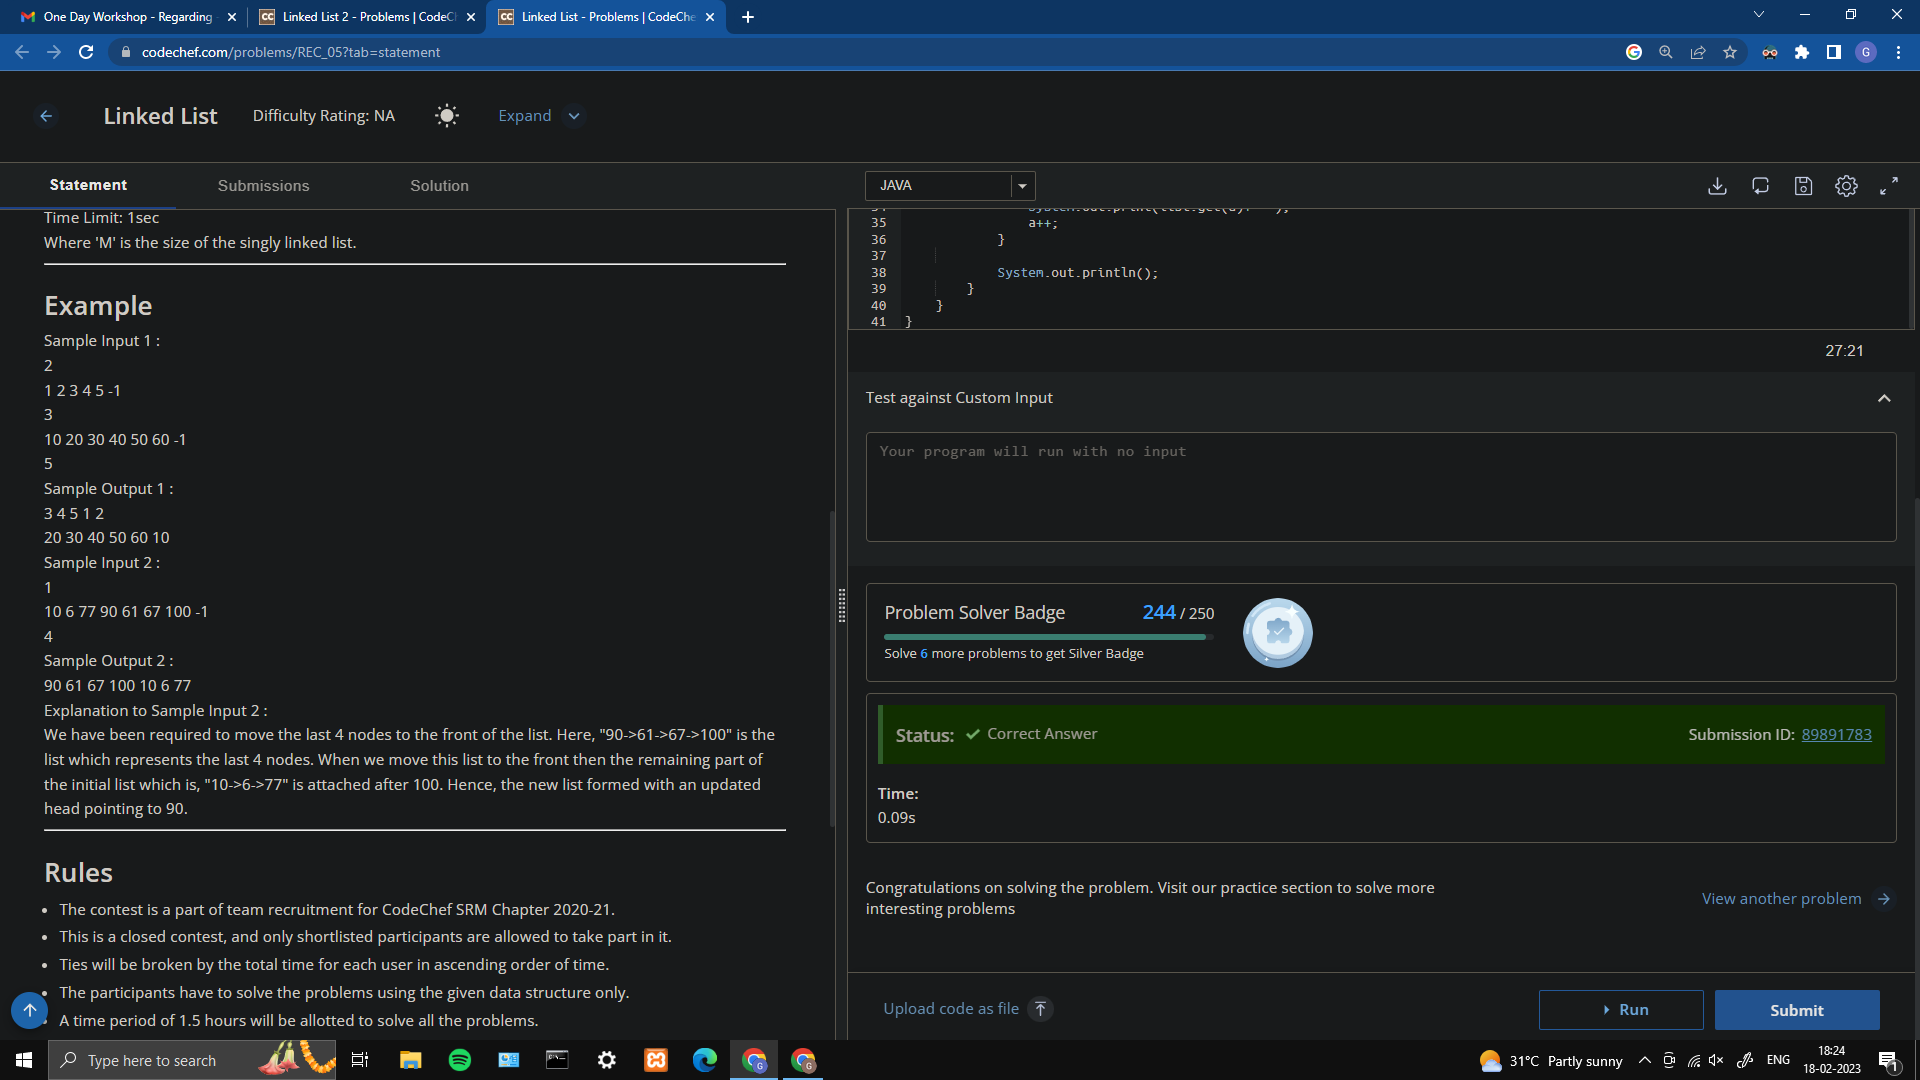 One Day Workshop - Regarding
Linked List 2 - Problems | CodeCh
Linked List - Problems | CodeChe
codechef.com/problems/REC_05?tab=statement
G
Linked List
Difficulty Rating: NA
Expand
Statement
Submissions
Solution
JAVA
Time Limit: 1sec
Where 'M' is the size of the singly linked list.
Example
Sample Input 1 :
2
1 2 3 4 5 -1
3
10 20 30 40 50 60 -1
5
Sample Output 1 :
3 4 5 1 2
20 30 40 50 60 10
Sample Input 2 :
1
10 6 77 90 61 67 100 -1
4
Sample Output 2 :
90 61 67 100 10 6 77
Explanation to Sample Input 2 :
We have been required to move the last 4 nodes to the front of the list. Here, "90->61->67->100" is the
list which represents the last 4 nodes. When we move this list to the front then the remaining part of
the initial list which is, "10->6->77" is attached after 100. Hence, the new list formed with an updated
head pointing to 90.
Rules
• The contest is a part of team recruitment for CodeChef SRM Chapter 2020-21.
• This is a closed contest, and only shortlisted participants are allowed to take part in it.
• Ties will be broken by the total time for each user in ascending order of time.
• The participants have to solve the problems using the given data structure only.
• A time period of 1.5 hours will be allotted to solve all the problems.
35 a++;
36 }
37
38 System.out.println();
39 }
40 }
41 }
27:21
Test against Custom Input
Your program will run with no input
Problem Solver Badge
244 / 250
Solve 6 more problems to get Silver Badge
Status: Correct Answer
Submission ID: 89891783
Time:
0.09s
Congratulations on solving the problem. Visit our practice section to solve more
interesting problems
View another problem
Upload code as file
Run
Submit
Type here to search
31°C Partly sunny
ENG
18:24
18-02-2023
1